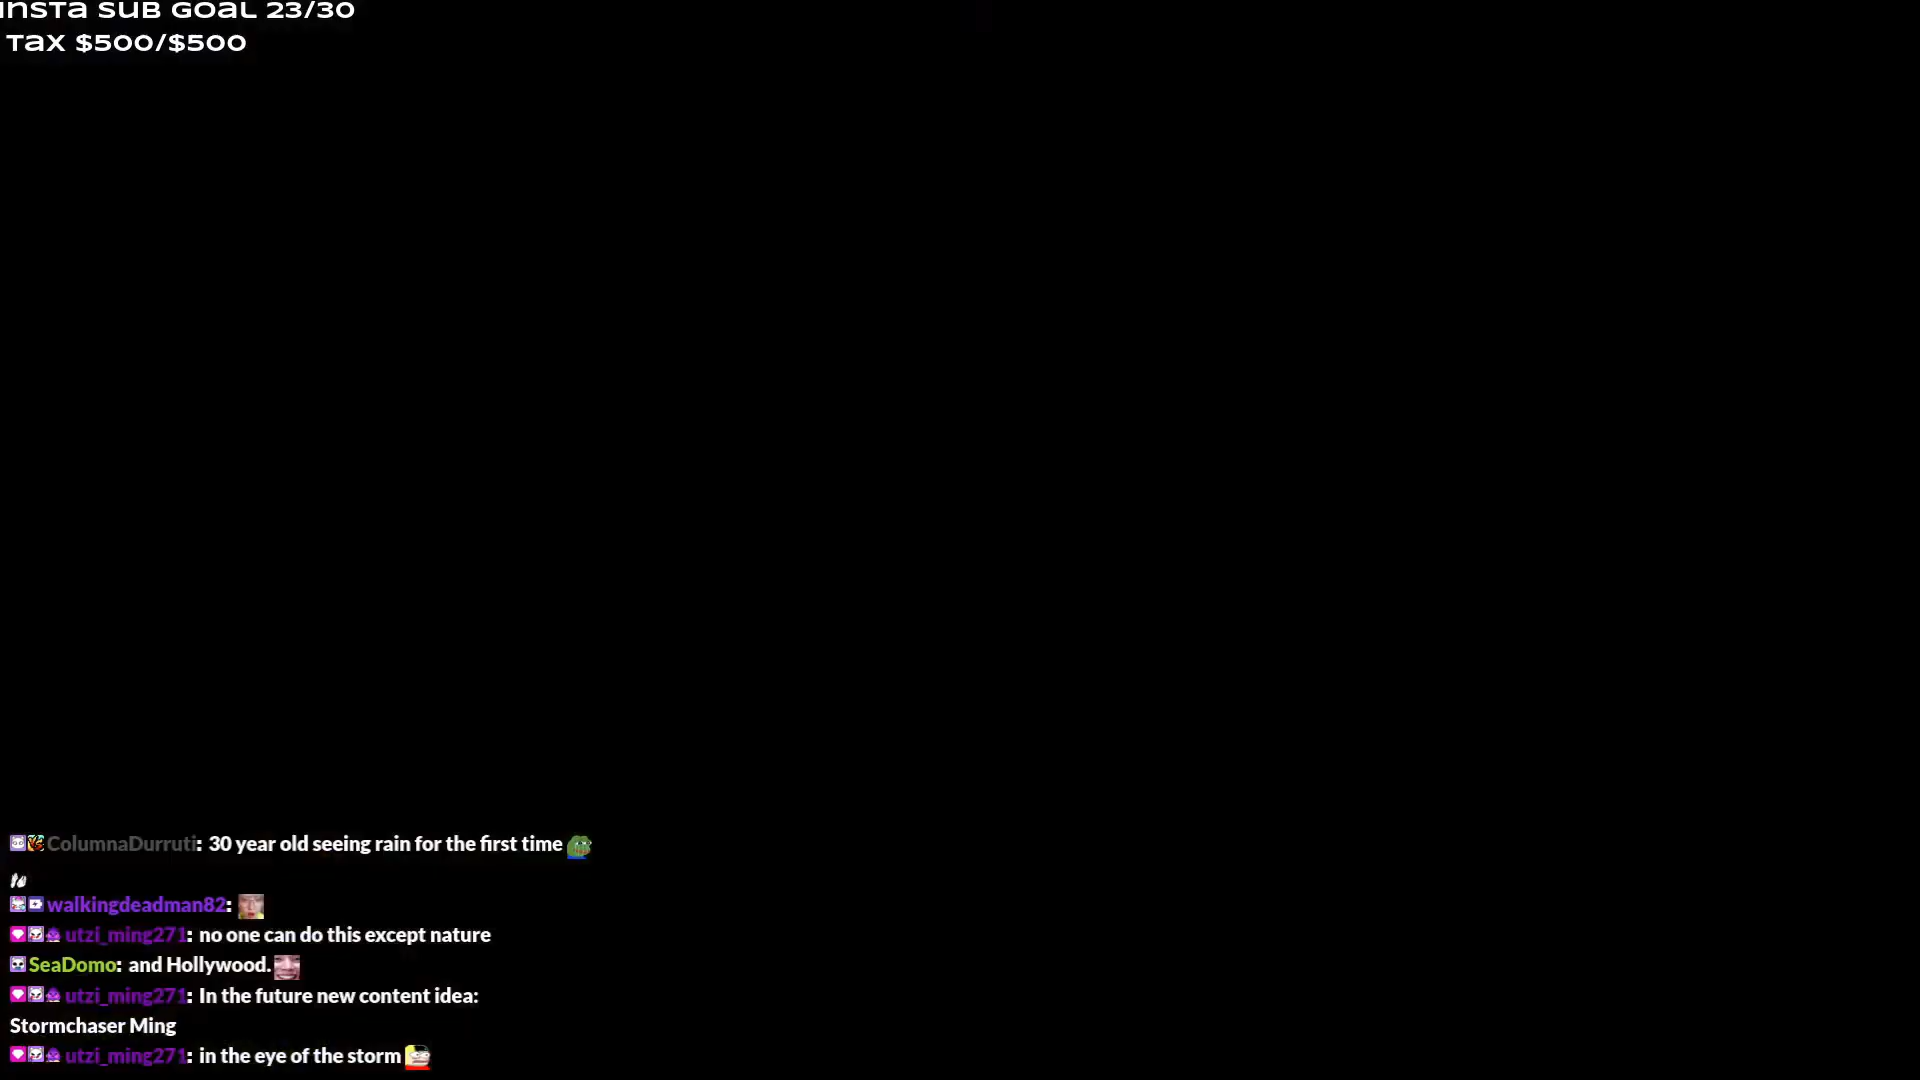 Insta Sub Goal 23/30
Tax $500/$500
ColumnaDurruti: 30 year old seeing rain for the first time
walkingdeadman82:
utzi_ming271: no one can do this except nature
SeaDomo: and Hollywood.
utzi_ming271: In the future new content idea:
Stormchaser Ming
utzi_ming271: in the eye of the storm